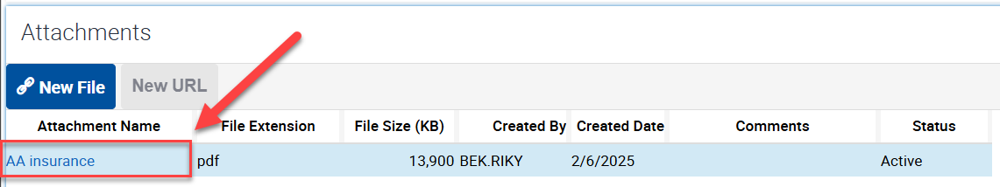 Attachments
New File New URL
Attachment Name File Extension File Size (KB) Created By Created Date Comments Status
AA insurance pdf 13,900 BEK.RIKY 2/6/2025 Active